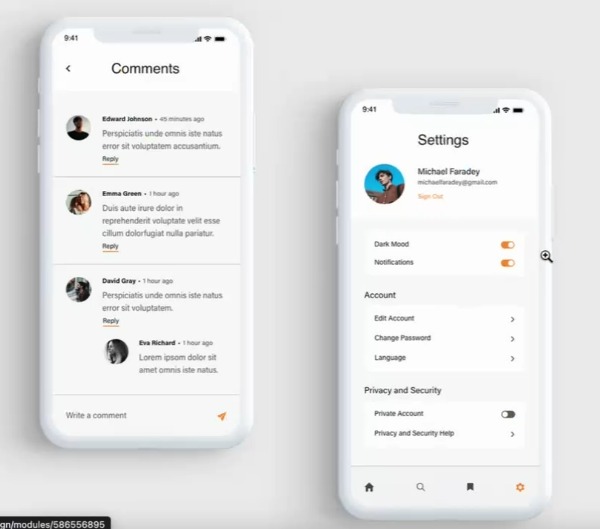 9:41
Comments
Edward Johnson • 45 minutes ago
Perspiciatis unde omnis iste natus
error sit voluptatem accusantium.
Reply
Emma Green • 1 hour ago
Duis aute irure dolor in
reprehenderit voluptate velit esse
cillum dolorfugiat nulla pariatur.
Reply
David Gray • 1 hour ago
Perspiciatis unde omnis iste natus
error sit voluptatem.
Reply
Eva Richard • 1 hour ago
Lorem ipsom dolor sit
amet omnis iste natus.
Write a comment
9:41
Settings
Michael Faradey
michaelfaradey@gmail.com
Sign Out
Dark Mood
Notifications
Account
Edit Account
Change Password
Language
Privacy and Security
Private Account
Privacy and Security Help
gn/modules/586556895